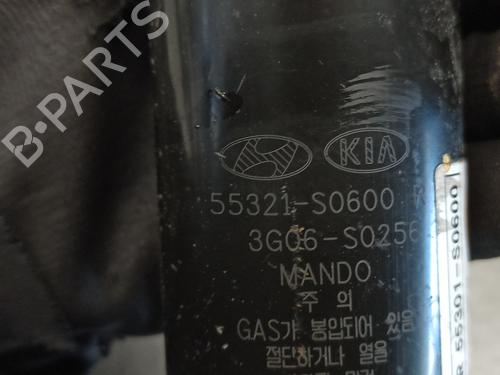 B-PARTS
KIA
55321-S0600
3G06-S0256
MANDO
주 의
GAS가 봉입되어 있음
절단하거나 열을
R 55301-S0600